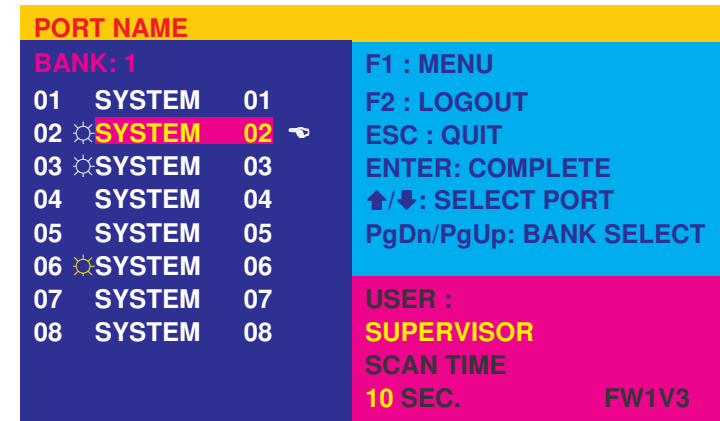 PORT NAME
BANK: 1
01 SYSTEM 01
02 ☼SYSTEM 02 ☜
03 ☼SYSTEM 03
04 SYSTEM 04
05 SYSTEM 05
06 ☼SYSTEM 06
07 SYSTEM 07
08 SYSTEM 08
F1 : MENU
F2 : LOGOUT
ESC : QUIT
ENTER: COMPLETE
⬆/⬇: SELECT PORT
PgDn/PgUp: BANK SELECT
USER :
SUPERVISOR
SCAN TIME
10 SEC. FW1V3